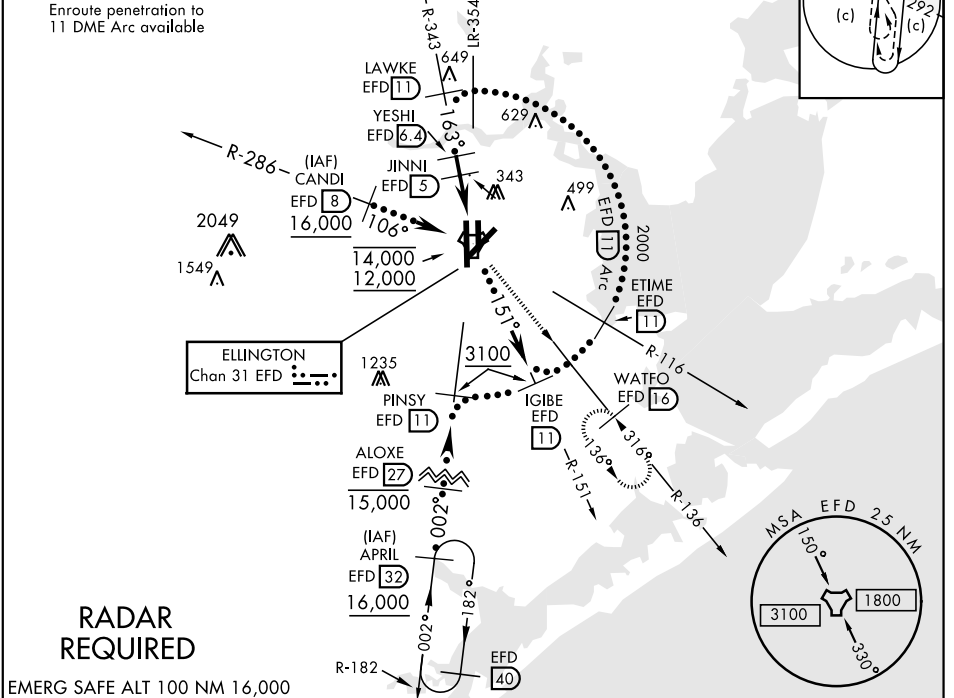 Enroute penetration to
11 DME Arc available
R-343
LR-354
(c)
292
(c)
649
LAWKE
EFD 11
629
YESHI
EFD 6.4
163°
R-286
(IAF)
CANDI
EFD 8
16,000
JINNI
EFD 5
343
499
106°
EFD 11 Arc
2000
2049
1549
14,000
12,000
ETIME
EFD
11
151°
R-116
ELLINGTON
Chan 31 EFD
1235
3100
WATFO
EFD 16
PINSY
EFD 11
IGIBE
EFD
11
316°
136°
R-151
R-136
ALOXE
EFD 27
15,000
002°
MSA EFD 25 NM
150°
3100
1800
330°
(IAF)
APRIL
EFD 32
16,000
182°
002°
RADAR
REQUIRED
R-182
EFD
40
EMERG SAFE ALT 100 NM 16,000